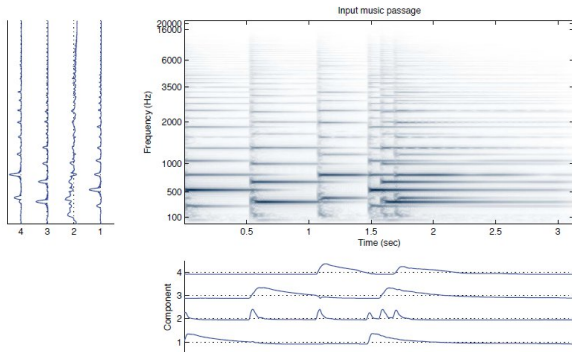 Input music passage
20000
16000
6000
3500
2000
1000
500
100
Frequency (Hz)
0.5 1 1.5 2 2.5 3
Time (sec)
4 3 2 1
4
3
2
1
Component